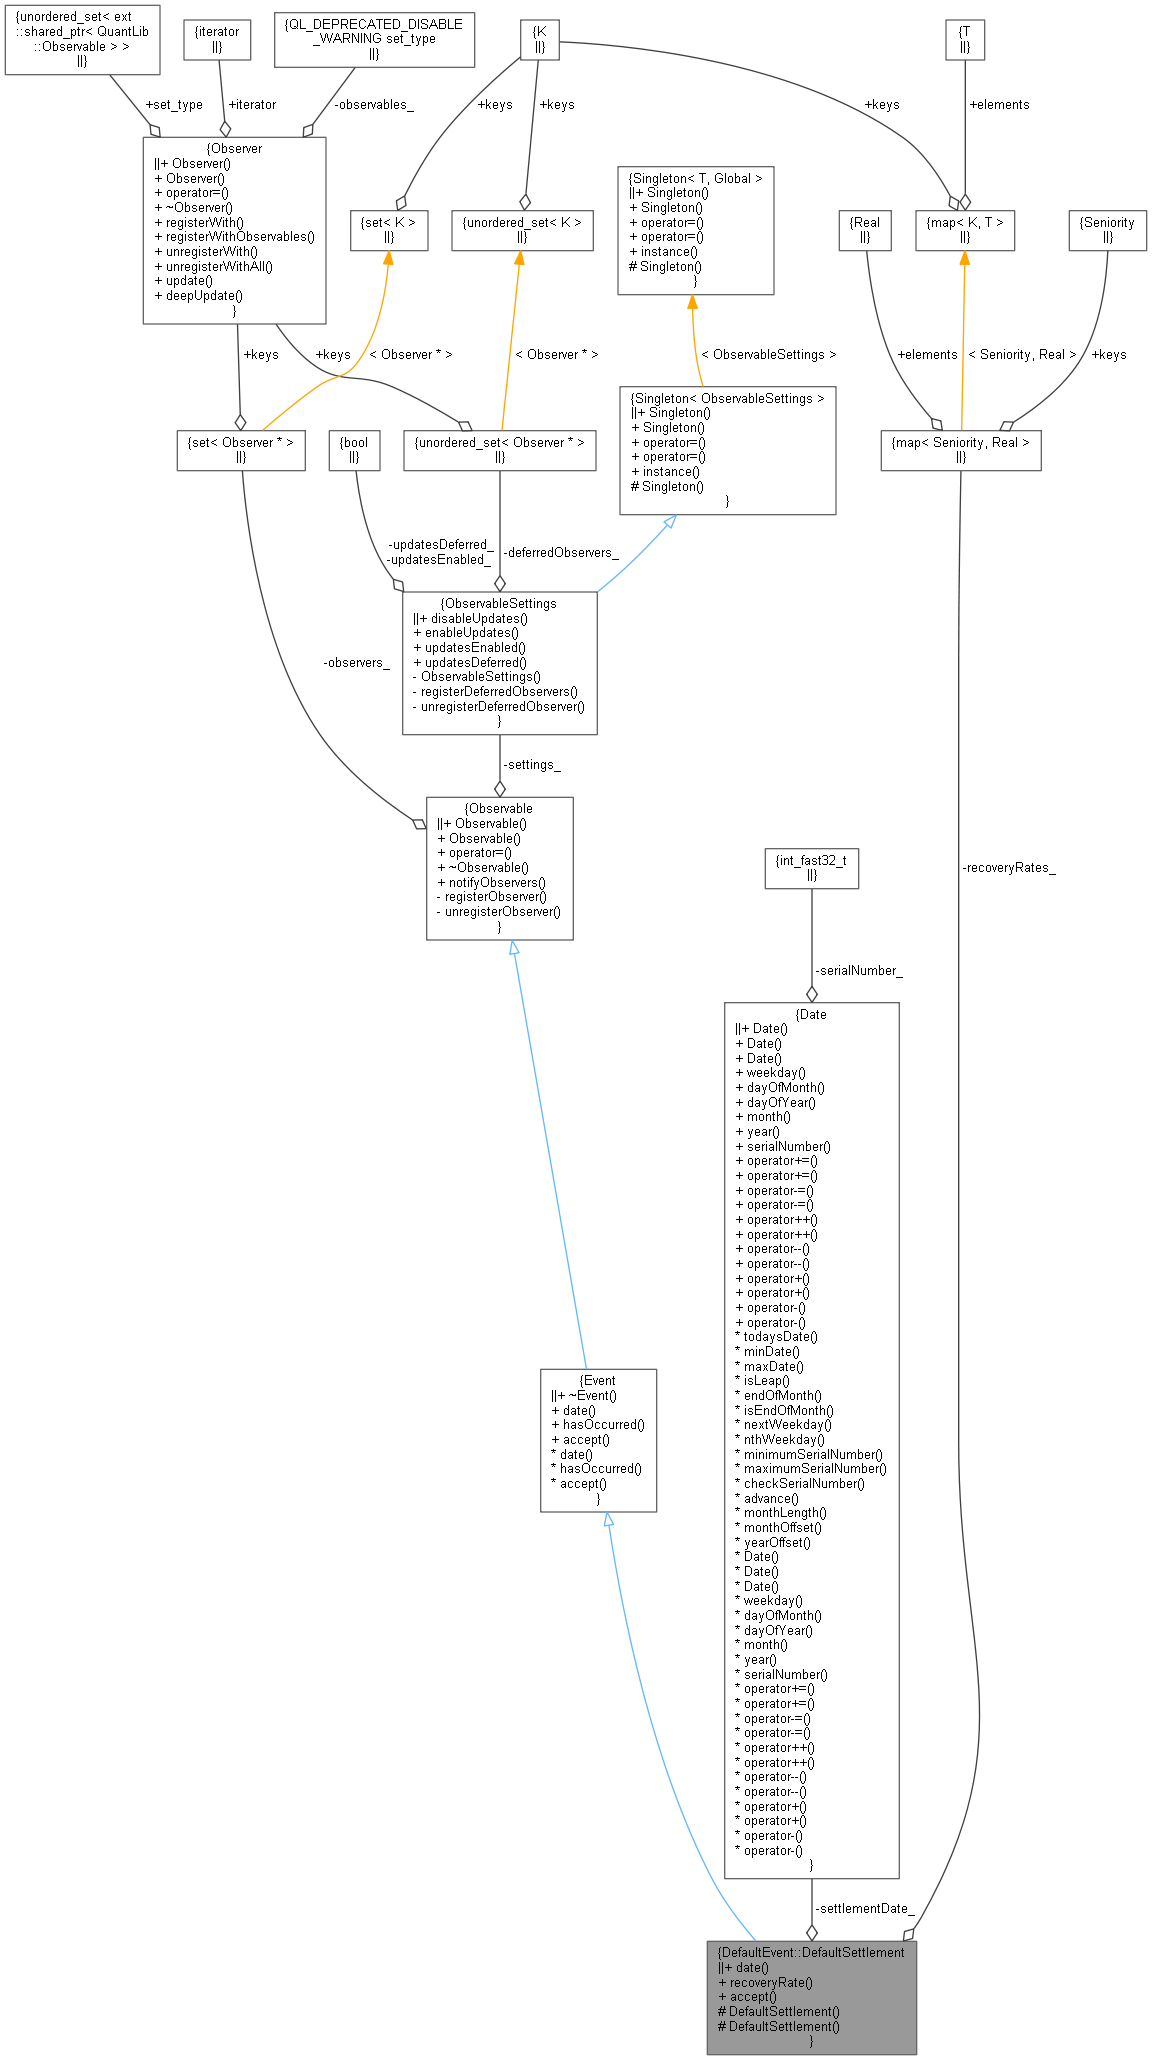 {unordered_set< ext
::shared_ptr< QuantLib
::Observable > >
||}
{iterator
||}
{QL_DEPRECATED_DISABLE
_WARNING set_type
||}
{K
||}
{T
||}
+set_type
+iterator
-observables_
+keys
+keys
+keys
+elements
{Observer
||+ Observer()
+ Observer()
+ operator=()
+ ~Observer()
+ registerWith()
+ registerWithObservables()
+ unregisterWith()
+ unregisterWithAll()
+ update()
+ deepUpdate()
}
{set< K >
||}
{unordered_set< K >
||}
{Singleton< T, Global >
||+ Singleton()
+ Singleton()
+ operator=()
+ operator=()
+ instance()
# Singleton()
}
{Real
||}
{map< K, T >
||}
{Seniority
||}
+keys
+keys
< Observer * >
< Observer * >
< ObservableSettings >
+elements
< Seniority, Real >
+keys
{set< Observer * >
||}
{bool
||}
{unordered_set< Observer * >
||}
{Singleton< ObservableSettings >
||+ Singleton()
+ Singleton()
+ operator=()
+ operator=()
+ instance()
# Singleton()
}
{map< Seniority, Real >
||}
-updatesDeferred_
-updatesEnabled_
-deferredObservers_
{ObservableSettings
||+ disableUpdates()
+ enableUpdates()
+ updatesEnabled()
+ updatesDeferred()
- ObservableSettings()
- registerDeferredObservers()
- unregisterDeferredObserver()
}
-observers_
-settings_
{Observable
||+ Observable()
+ Observable()
+ operator=()
+ ~Observable()
+ notifyObservers()
- registerObserver()
- unregisterObserver()
}
{int_fast32_t
||}
-recoveryRates_
-serialNumber_
{Date
||+ Date()
+ Date()
+ Date()
+ weekday()
+ dayOfMonth()
+ dayOfYear()
+ month()
+ year()
+ serialNumber()
+ operator+=()
+ operator+=()
+ operator-=()
+ operator-=()
+ operator++()
+ operator++()
+ operator--()
+ operator--()
+ operator+()
+ operator+()
+ operator-()
+ operator-()
* todaysDate()
* minDate()
* maxDate()
* isLeap()
* endOfMonth()
* isEndOfMonth()
* nextWeekday()
* nthWeekday()
* minimumSerialNumber()
* maximumSerialNumber()
* checkSerialNumber()
* advance()
* monthLength()
* monthOffset()
* yearOffset()
* Date()
* Date()
* Date()
* weekday()
* dayOfMonth()
* dayOfYear()
* month()
* year()
* serialNumber()
* operator+=()
* operator+=()
* operator-=()
* operator-=()
* operator++()
* operator++()
* operator--()
* operator--()
* operator+()
* operator+()
* operator-()
* operator-()
}
{Event
||+ ~Event()
+ date()
+ hasOccurred()
+ accept()
* date()
* hasOccurred()
* accept()
}
-settlementDate_
{DefaultEvent::DefaultSettlement
||+ date()
+ recoveryRate()
+ accept()
# DefaultSettlement()
# DefaultSettlement()
}